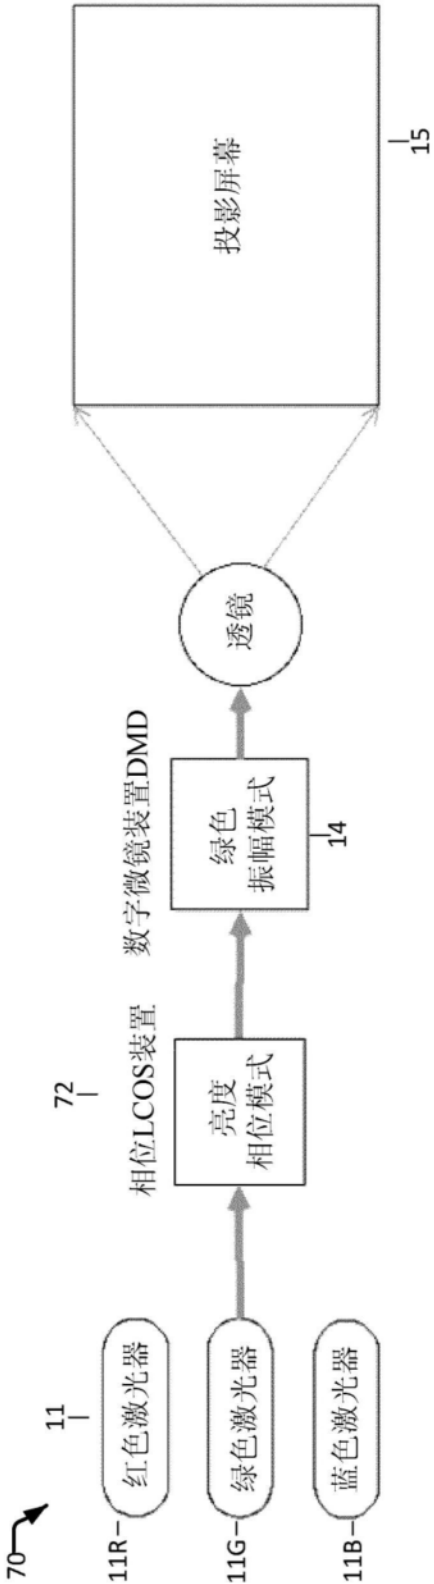 70
11
72
11R
红色激光器
11G
绿色激光器
11B
蓝色激光器
相位LCOS装置
亮度
相位模式
数字微镜装置DMD
绿色
振幅模式
14
透镜
投影屏幕
15